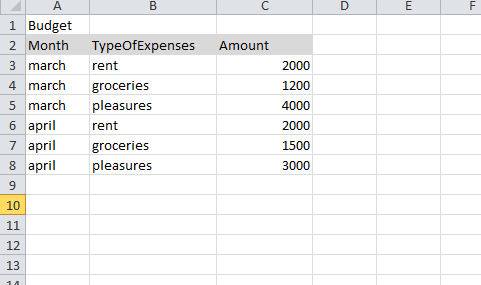 A B C D E F
1 Budget
2 Month TypeOfExpenses Amount
3 march rent 2000
4 march groceries 1200
5 march pleasures 4000
6 april rent 2000
7 april groceries 1500
8 april pleasures 3000
9
10
11
12
13
14